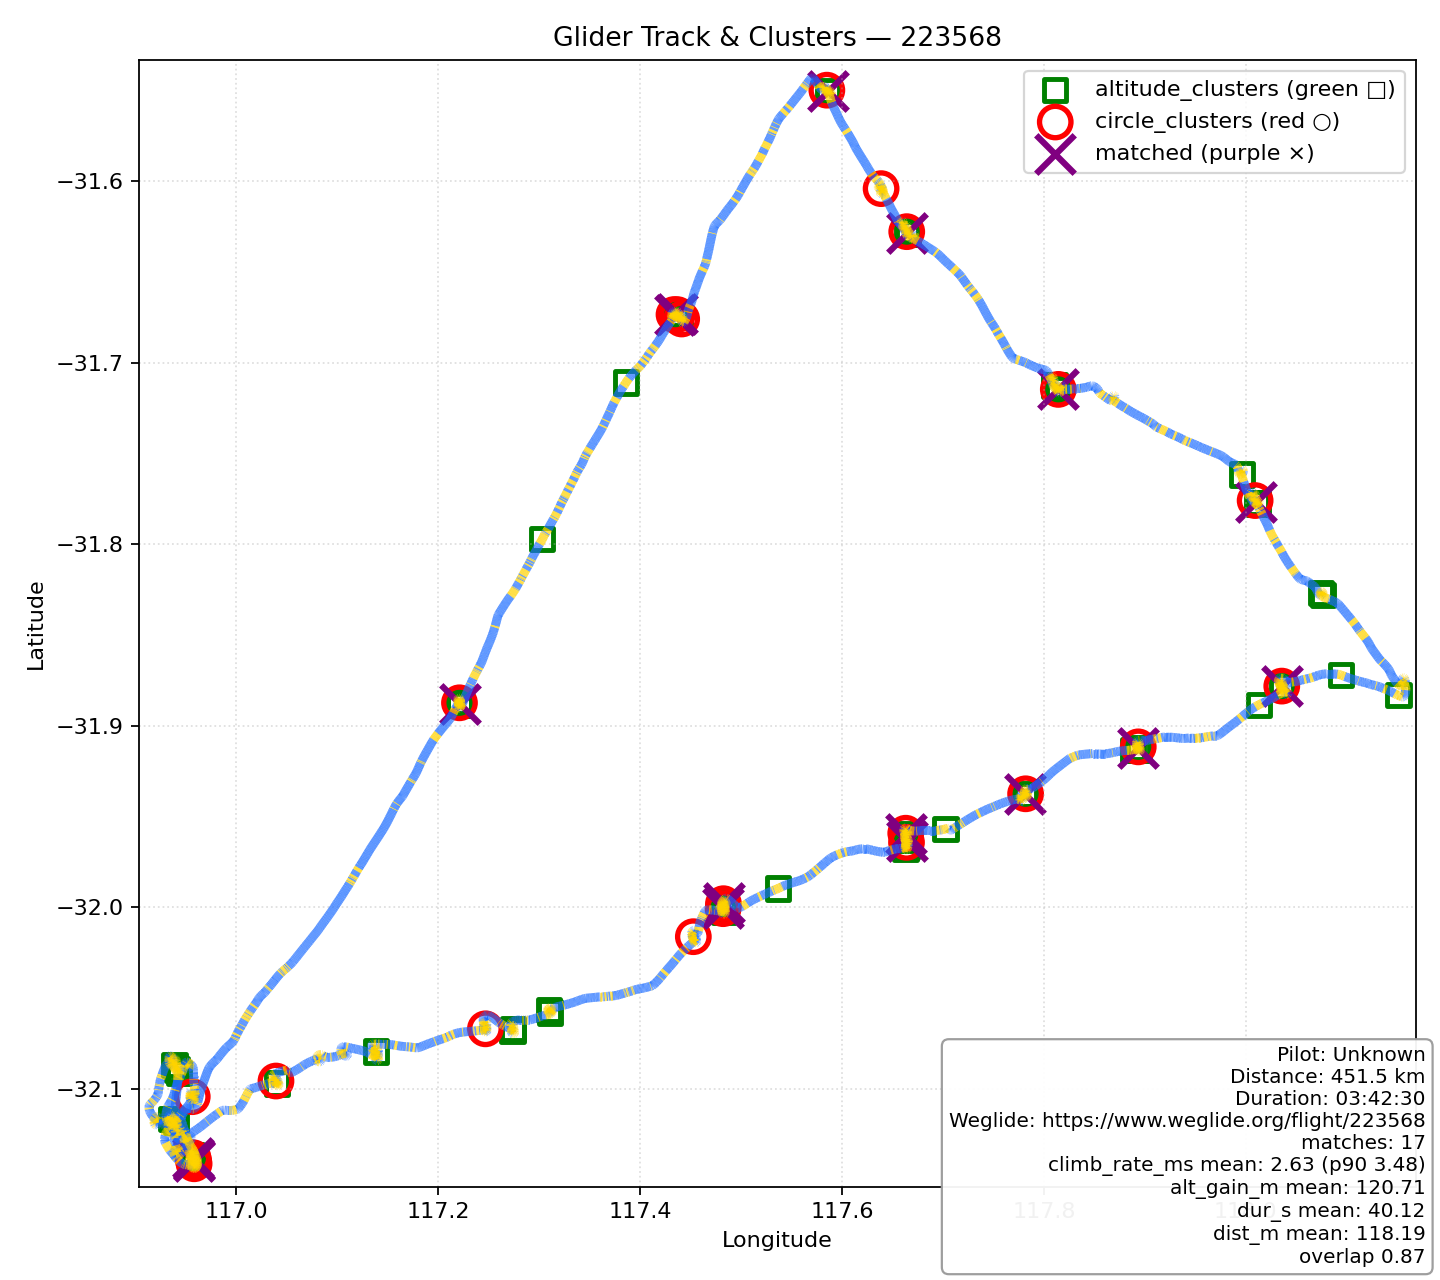 Glider Track & Clusters — 223568
altitude_clusters (green □)
circle_clusters (red ○)
matched (purple ×)
Latitude
−31.6
−31.7
−31.8
−31.9
−32.0
−32.1
117.0
117.2
117.4
117.6
117.8
Longitude
Pilot: Unknown
Distance: 451.5 km
Duration: 03:42:30
Weglide: https://www.weglide.org/flight/223568
matches: 17
climb_rate_ms mean: 2.63 (p90 3.48)
alt_gain_m mean: 120.71
dur_s mean: 40.12
dist_m mean: 118.19
overlap 0.87